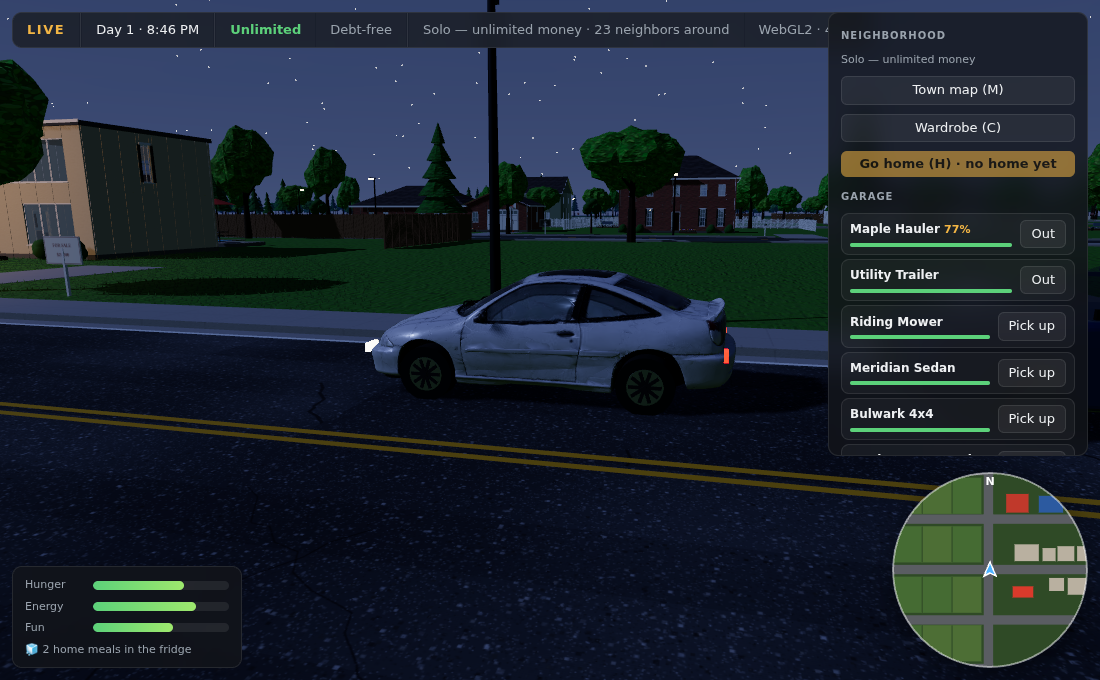 LIVE
Day 1 · 8:46 PM
Unlimited
Debt-free
Solo — unlimited money · 23 neighbors around
WebGL2 ·
NEIGHBORHOOD
Solo — unlimited money
Town map (M)
Wardrobe (C)
Go home (H) · no home yet
GARAGE
Maple Hauler 77%
Out
Utility Trailer
Out
Riding Mower
Pick up
Meridian Sedan
Pick up
Bulwark 4x4
Pick up
N
Hunger
Energy
Fun
2 home meals in the fridge